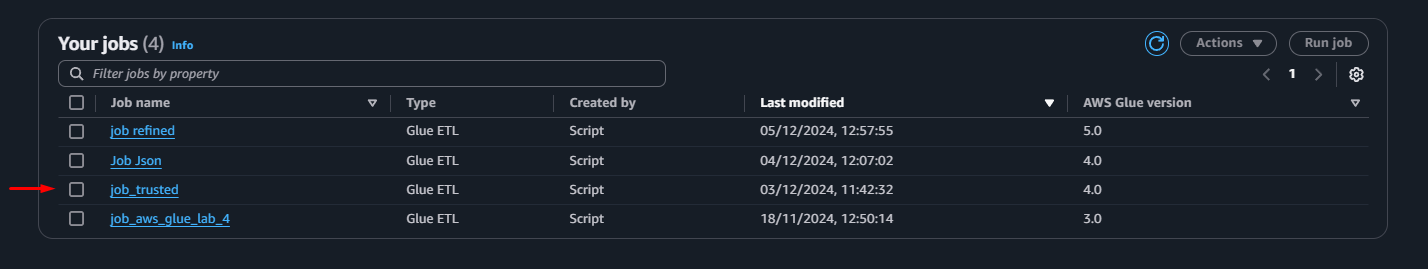 Your jobs (4) Info Actions Run job
Filter jobs by property 1
Job name Type Created by Last modified AWS Glue version
job refined Glue ETL Script 05/12/2024, 12:57:55 5.0
Job Json Glue ETL Script 04/12/2024, 12:07:02 4.0
job_trusted Glue ETL Script 03/12/2024, 11:42:32 4.0
job_aws_glue_lab_4 Glue ETL Script 18/11/2024, 12:50:14 3.0